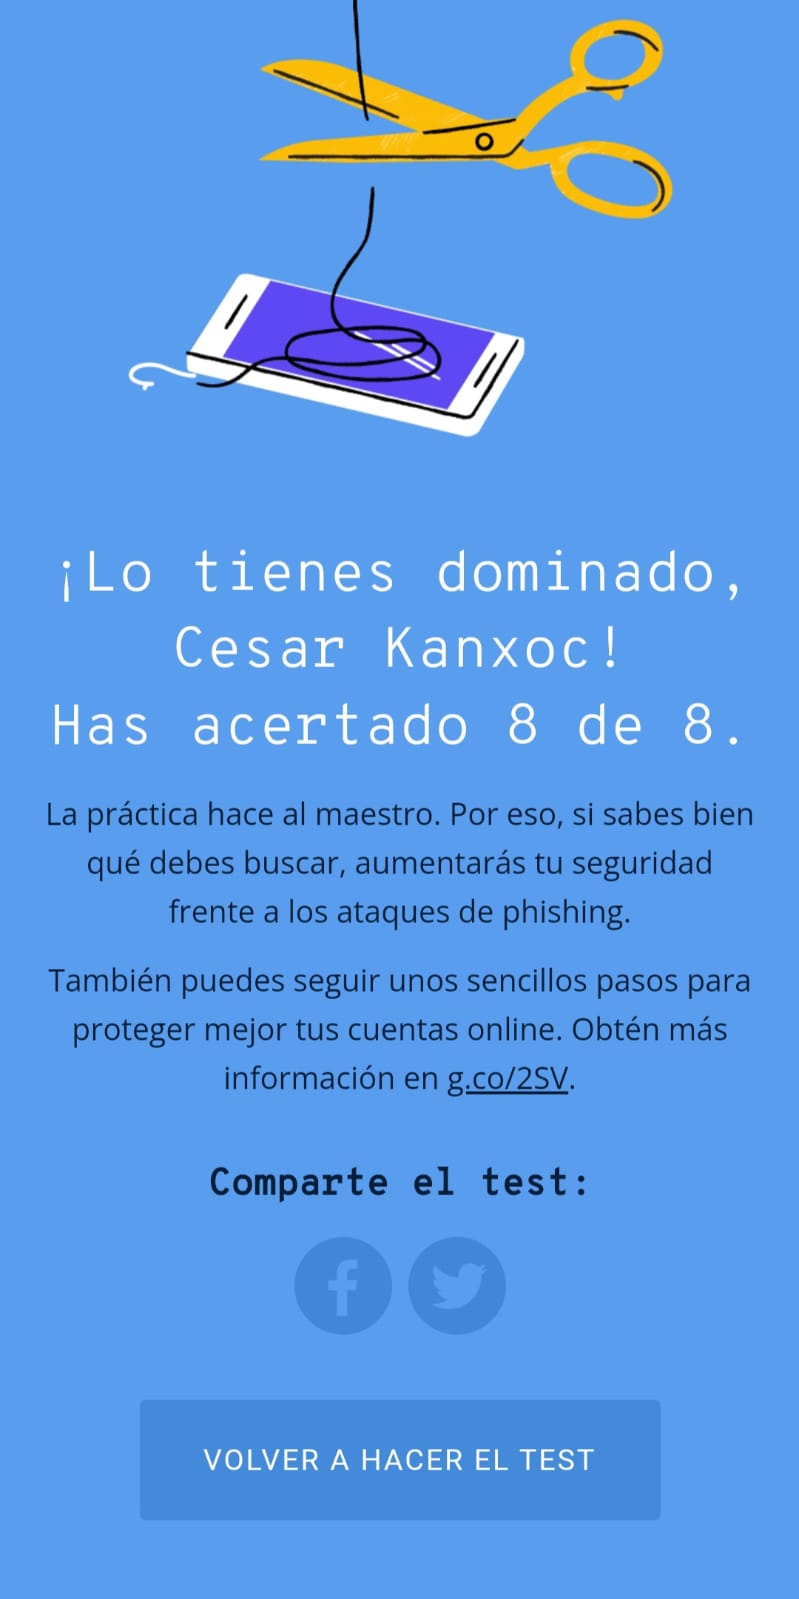 ¡Lo tienes dominado,
Cesar Kanxoc!
Has acertado 8 de 8.
La práctica hace al maestro. Por eso, si sabes bien
qué debes buscar, aumentarás tu seguridad
frente a los ataques de phishing.
También puedes seguir unos sencillos pasos para
proteger mejor tus cuentas online. Obtén más
información en g.co/2SV.
Comparte el test:
VOLVER A HACER EL TEST